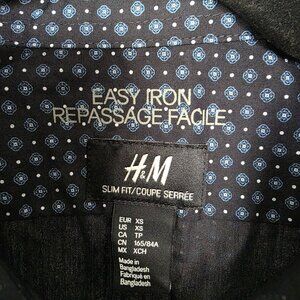 EASY IRON
REPASSAGE FACILE
H&M
SLIM FIT/COUPE SERRÉE
EUR XS
US XS
CA TP
CN 165/84A
MX XCH
Made in
Bangladesh
Fabriqué au
Bangladesh